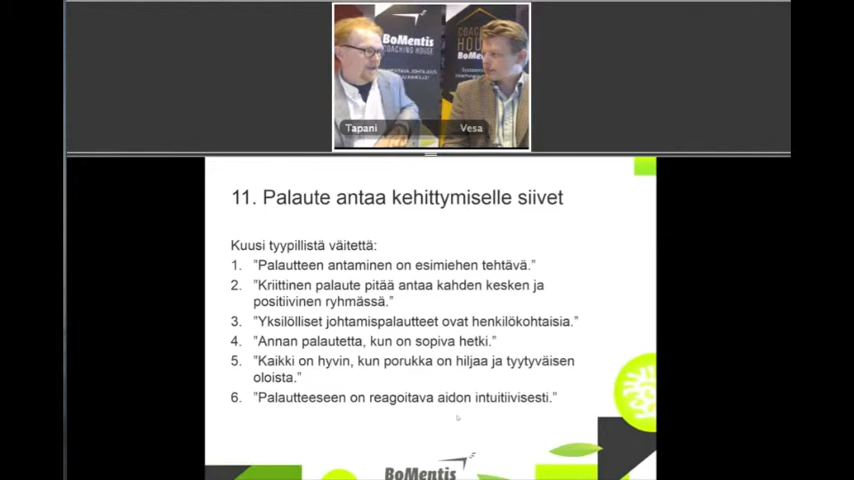 BoMentis
COACHING HOUSE
COACHING
HOUSE
BoMentis
Tapani
Vesa
11. Palaute antaa kehittymiselle siivet
Kuusi tyypillistä väitettä:
1. ”Palautteen antaminen on esimiehen tehtävä.”
2. ”Kriittinen palaute pitää antaa kahden kesken ja
positiivinen ryhmässä.”
3. ”Yksilölliset johtamispalautteet ovat henkilökohtaisia.”
4. ”Annan palautetta, kun on sopiva hetki.”
5. ”Kaikki on hyvin, kun porukka on hiljaa ja tyytyväisen
oloista.”
6. ”Palautteeseen on reagoitava aidon intuitiivisesti.”
BoMentis